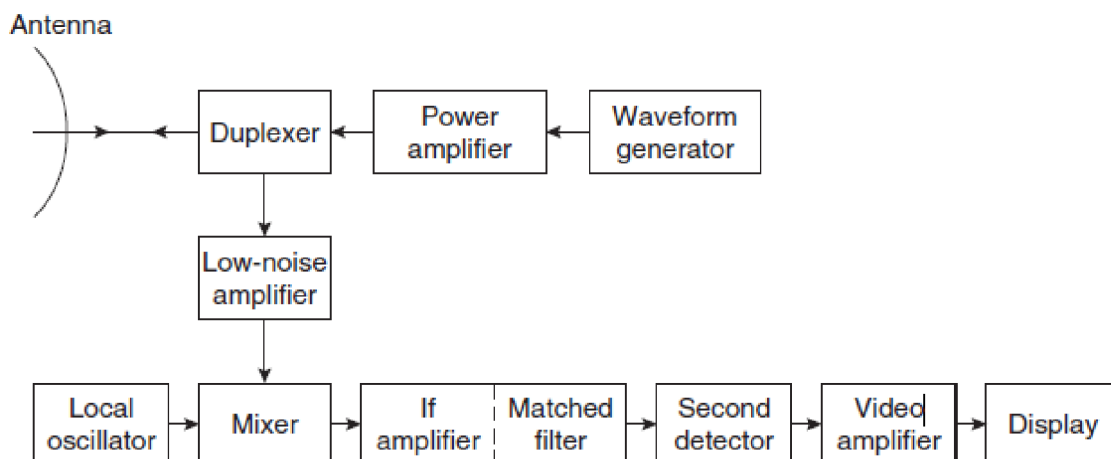 Antenna
Duplexer
Power
amplifier
Waveform
generator
Low-noise
amplifier
Local
oscillator
Mixer
If
amplifier
Matched
filter
Second
detector
Video
amplifier
Display